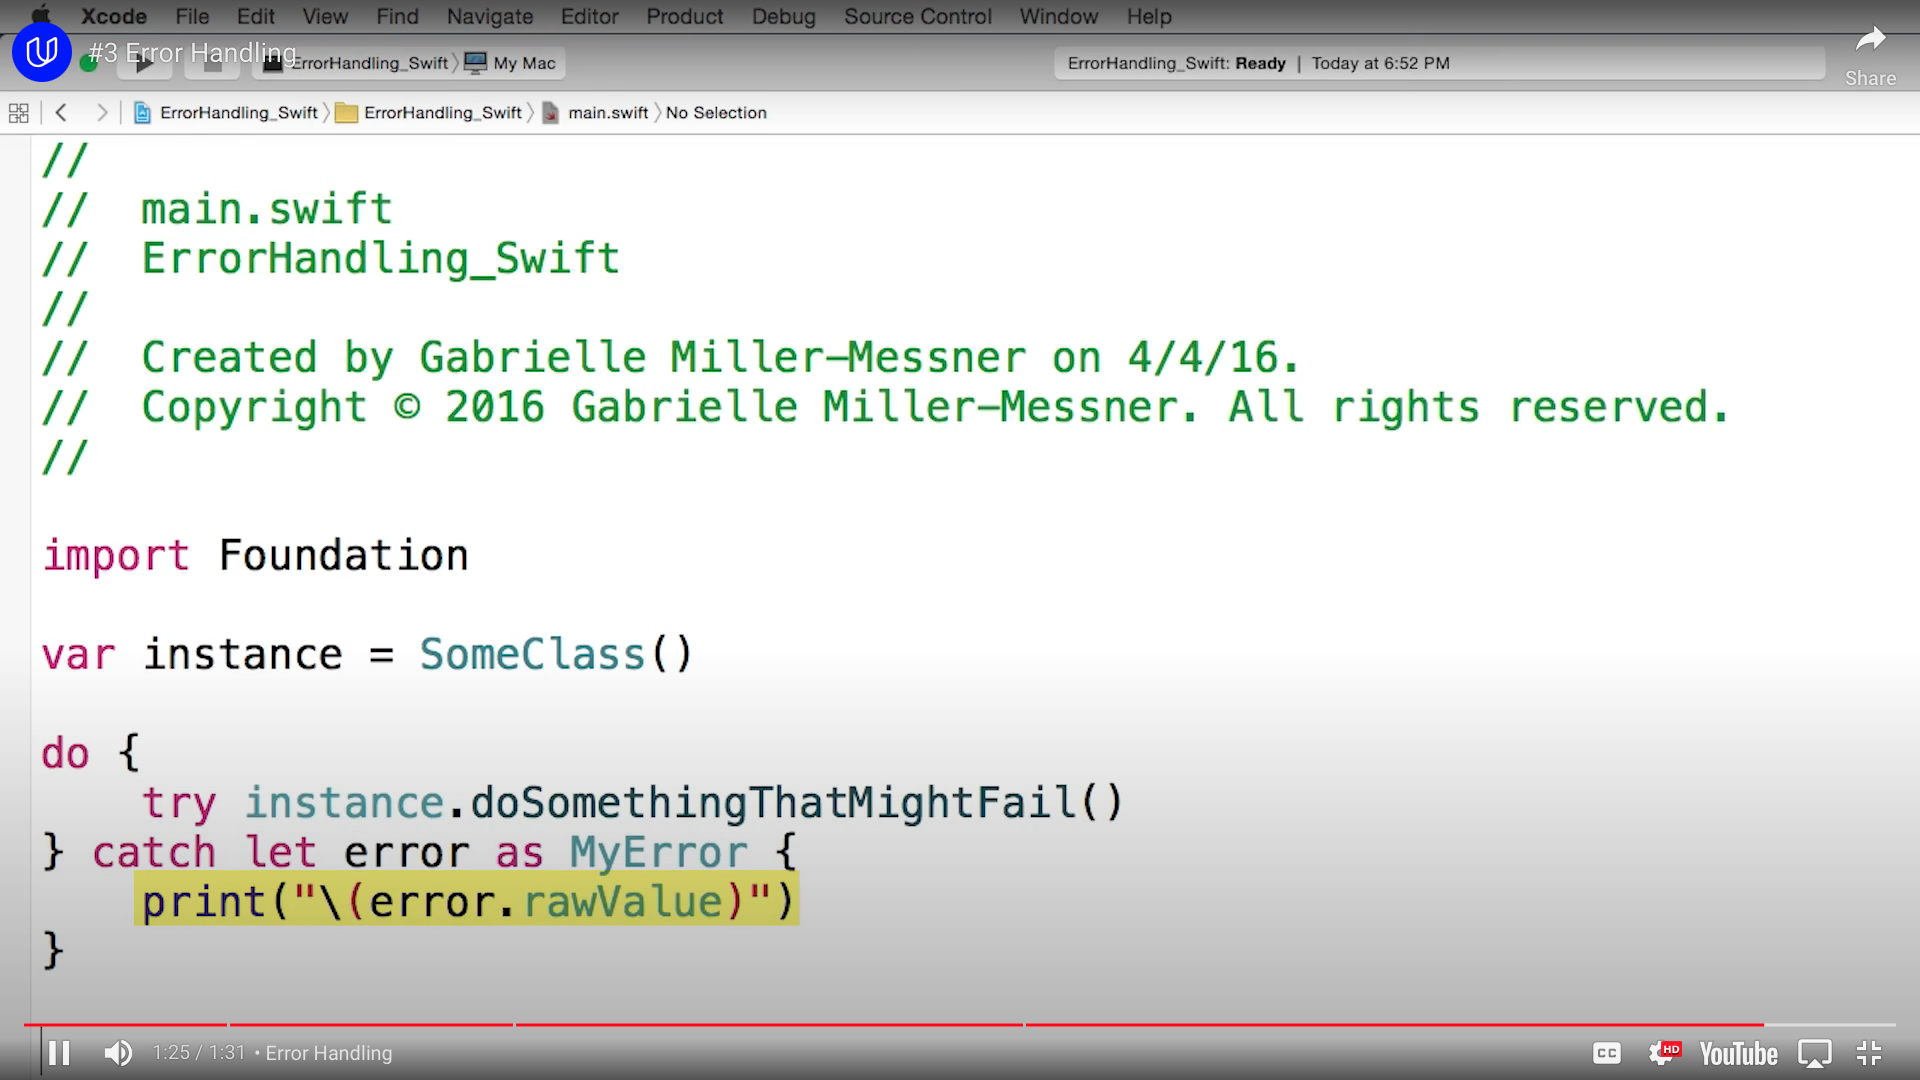 Xcode File Edit View Find Navigate Editor Product Debug Source Control Window Help
#3 Error Handling
ErrorHandling_Swift My Mac
ErrorHandling_Swift: Ready | Today at 6:52 PM
Share
ErrorHandling_Swift ErrorHandling_Swift main.swift No Selection
//
// main.swift
// ErrorHandling_Swift
//
// Created by Gabrielle Miller-Messner on 4/4/16.
// Copyright © 2016 Gabrielle Miller-Messner. All rights reserved.
//
import Foundation
var instance = SomeClass()
do {
try instance.doSomethingThatMightFail()
} catch let error as MyError {
print("\(error.rawValue)")
}
1:25 / 1:31 • Error Handling
CC HD YouTube